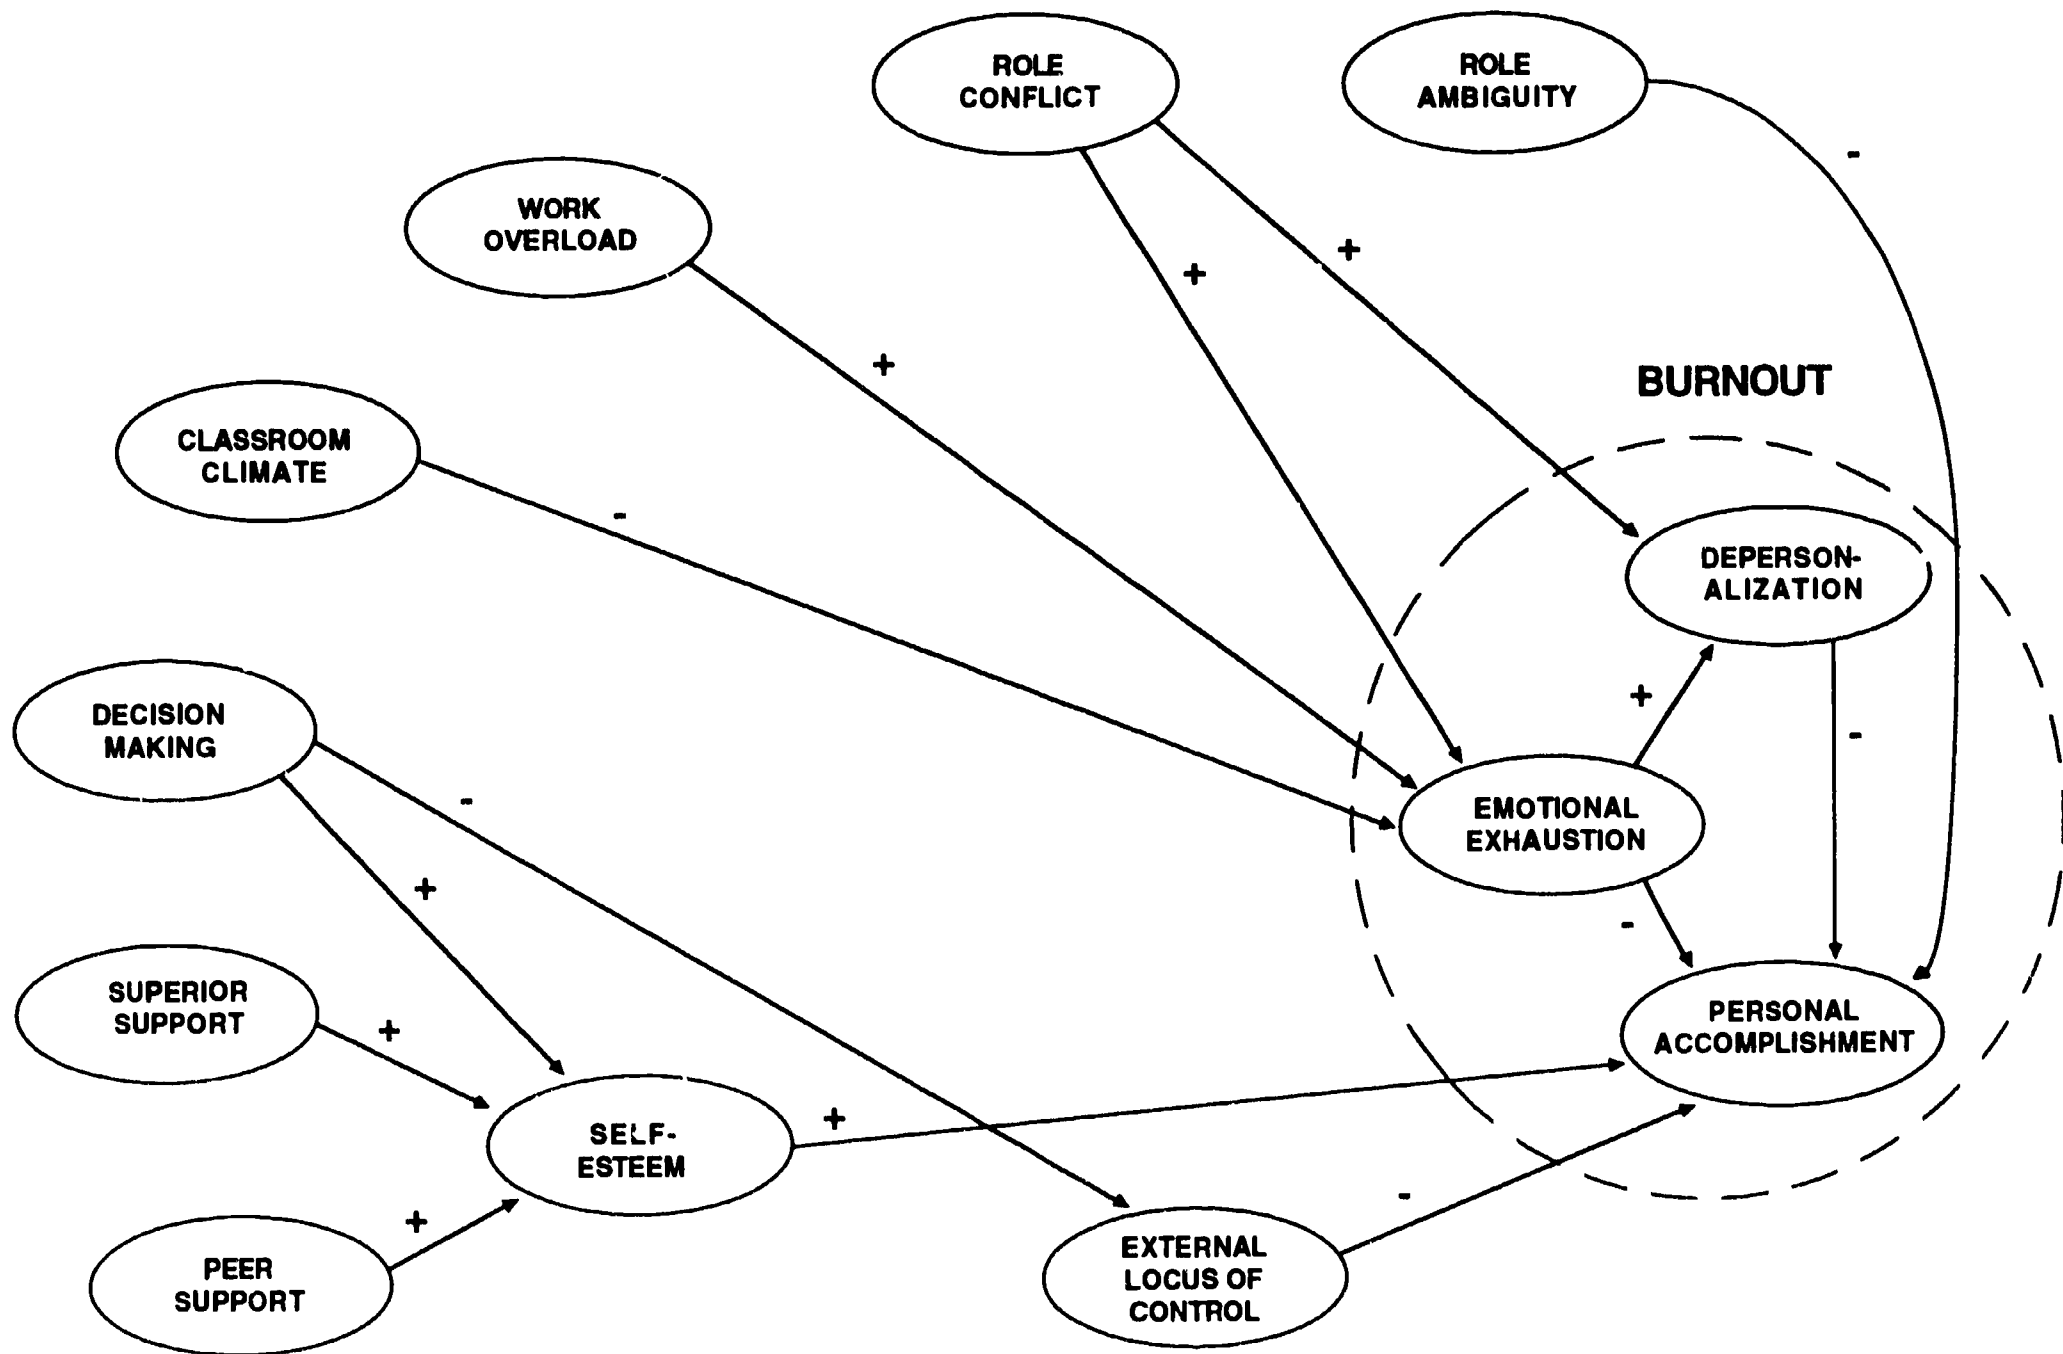 ROLE
CONFLICT
ROLE
AMBIGUITY
-
WORK
OVERLOAD
+
+
+
BURNOUT
CLASSROOM
CLIMATE
-
DEPERSON-
ALIZATION
DECISION
MAKING
+
-
-
EMOTIONAL
EXHAUSTION
+
-
SUPERIOR
SUPPORT
+
PERSONAL
ACCOMPLISHMENT
SELF-
ESTEEM
+
-
PEER
SUPPORT
+
EXTERNAL
LOCUS OF
CONTROL